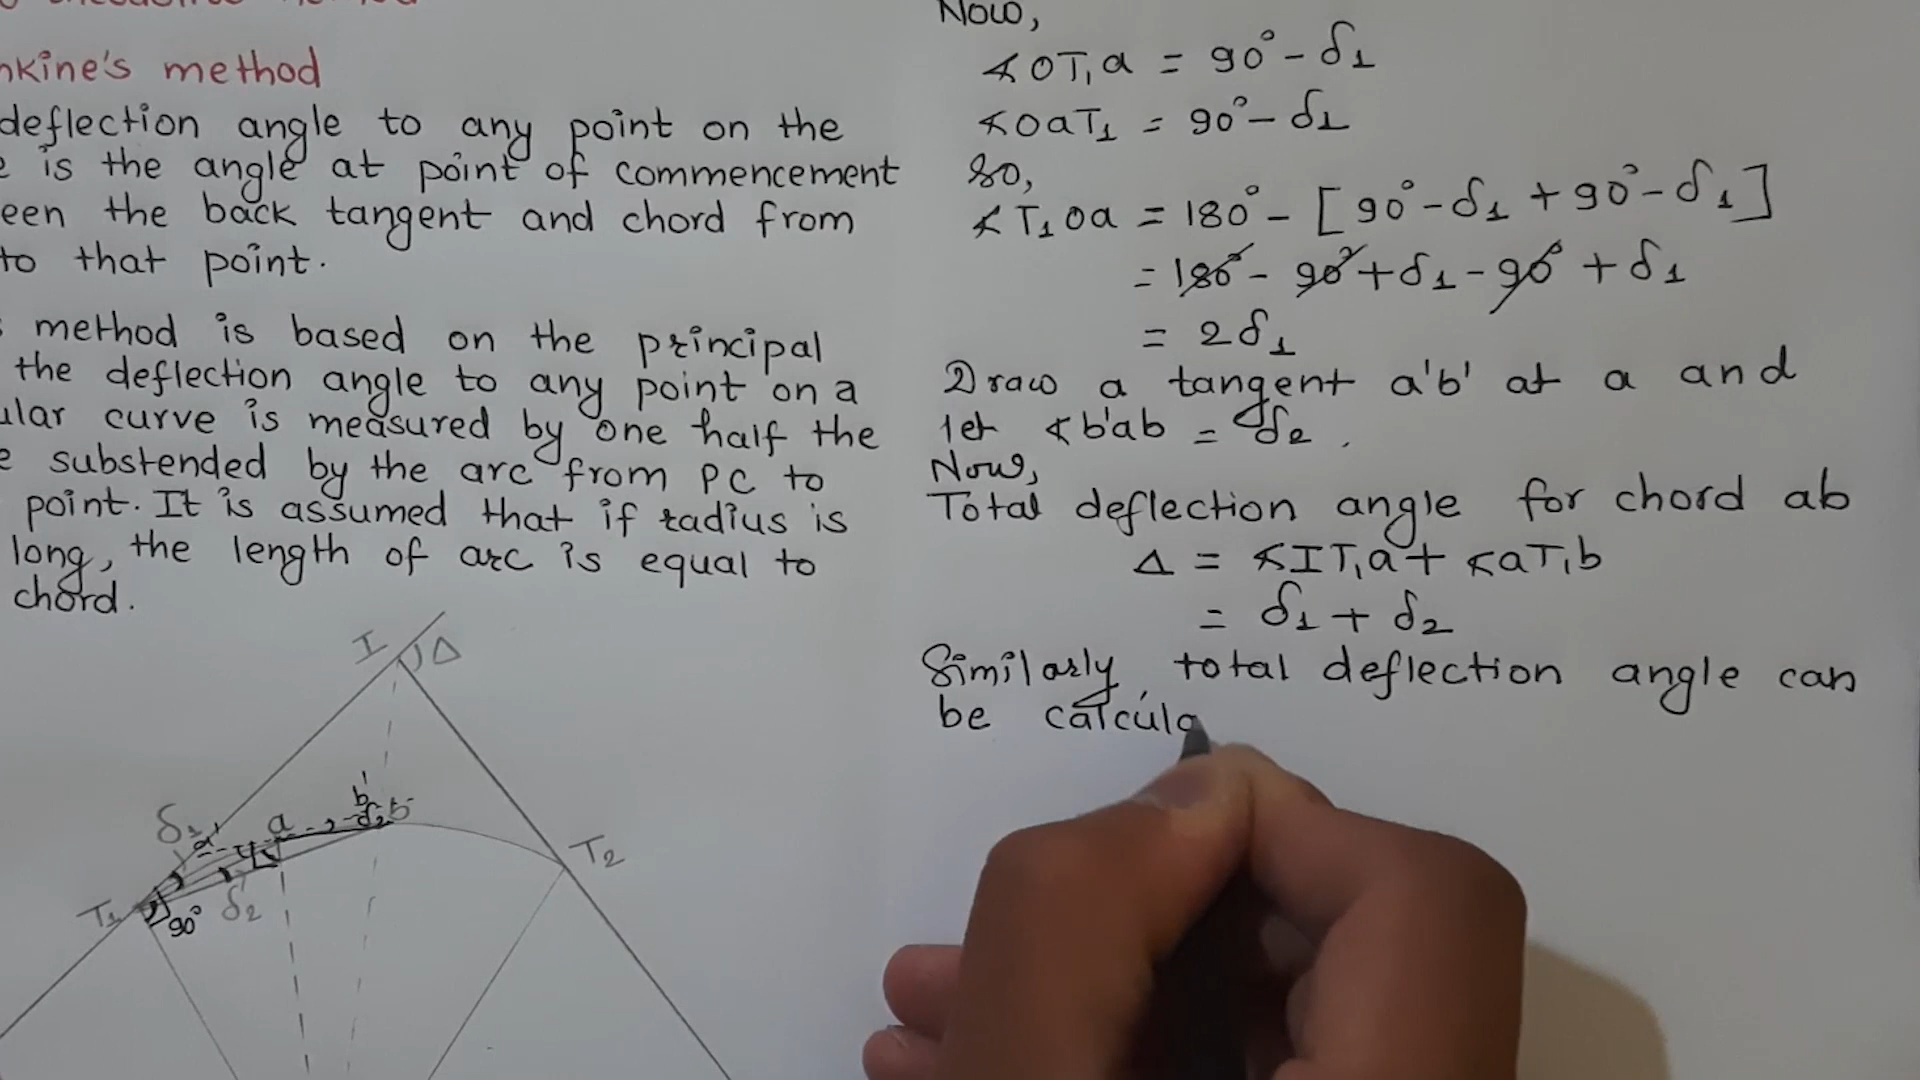 nkine's method
deflection angle to any point on the
e is the angle at point of commencement
een the back tangent and chord from
to that point.
method is based on the principal
the deflection angle to any point on a
ular curve is measured by one half the
e substended by the arc from PC to
point. It is assumed that if radius is
long, the length of arc is equal to
chord.
I Δ
δ1 a' a b' δ2 b
T1 90° δ2 T2
Now,
∡OT1a = 90° - δ1
∡OaT1 = 90° - δ1
So,
∡T1Oa = 180° - [90° - δ1 + 90° - δ1]
= 180° - 90° + δ1 - 90° + δ1
= 2δ1
Draw a tangent a'b' at a and
let ∡b'ab = δ2.
Now,
Total deflection angle for chord ab
Δ = ∡IT1a + ∡aT1b
= δ1 + δ2
Similarly, total deflection angle can
be calcula